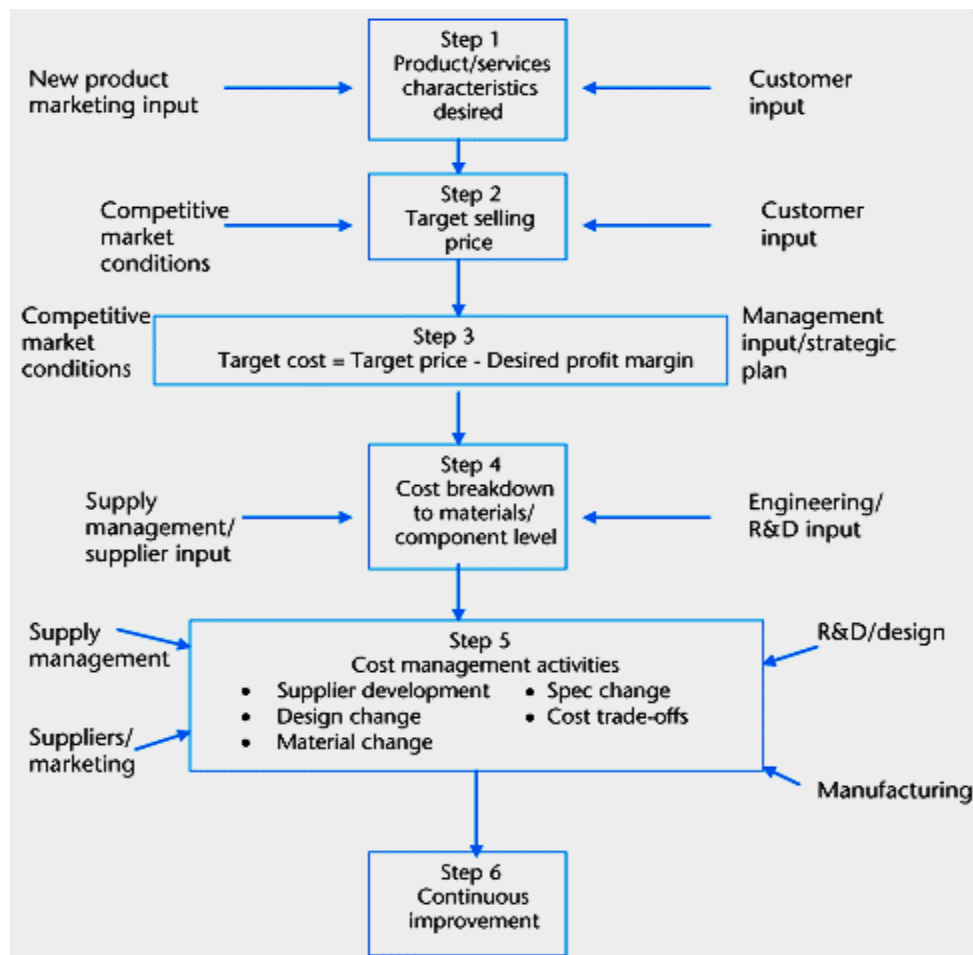 Step 1
Product/services
characteristics
desired
New product
marketing input
Customer
input
Step 2
Target selling
price
Competitive
market
conditions
Customer
input
Competitive
market
conditions
Step 3
Target cost = Target price - Desired profit margin
Management
input/strategic
plan
Step 4
Cost breakdown
to materials/
component level
Supply
management/
supplier input
Engineering/
R&D input
Supply
management
Suppliers/
marketing
Step 5
Cost management activities
• Supplier development
• Design change
• Material change
• Spec change
• Cost trade-offs
R&D/design
Manufacturing
Step 6
Continuous
improvement